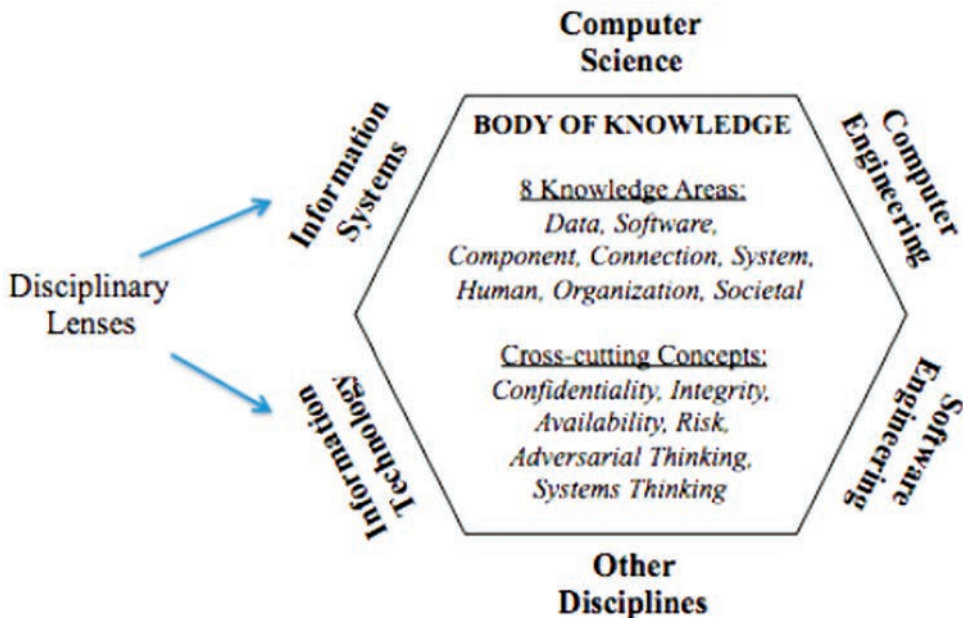 Computer
Science
Information
Systems
Computer
Engineering
BODY OF KNOWLEDGE
8 Knowledge Areas:
Data, Software,
Component, Connection, System,
Human, Organization, Societal
Disciplinary
Lenses
Cross-cutting Concepts:
Confidentiality, Integrity,
Availability, Risk,
Adversarial Thinking,
Systems Thinking
Information
Technology
Software
Engineering
Other
Disciplines